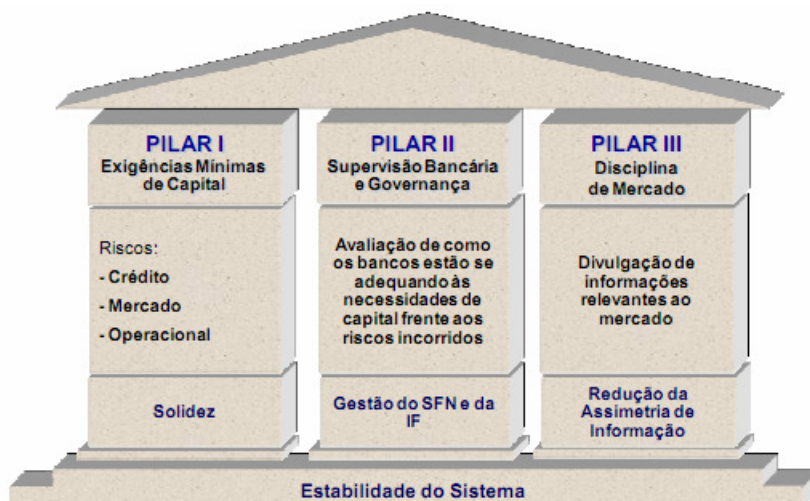 PILAR I
Exigências Mínimas
de Capital
Riscos:
- Crédito
- Mercado
- Operacional
Solidez
PILAR II
Supervisão Bancária
e Governança
Avaliação de como
os bancos estão se
adequando às
necessidades de
capital frente aos
riscos incorridos
Gestão do SFN e da
IF
PILAR III
Disciplina
de Mercado
Divulgação de
informações
relevantes ao
mercado
Redução da
Assimetria de
Informação
Estabilidade do Sistema